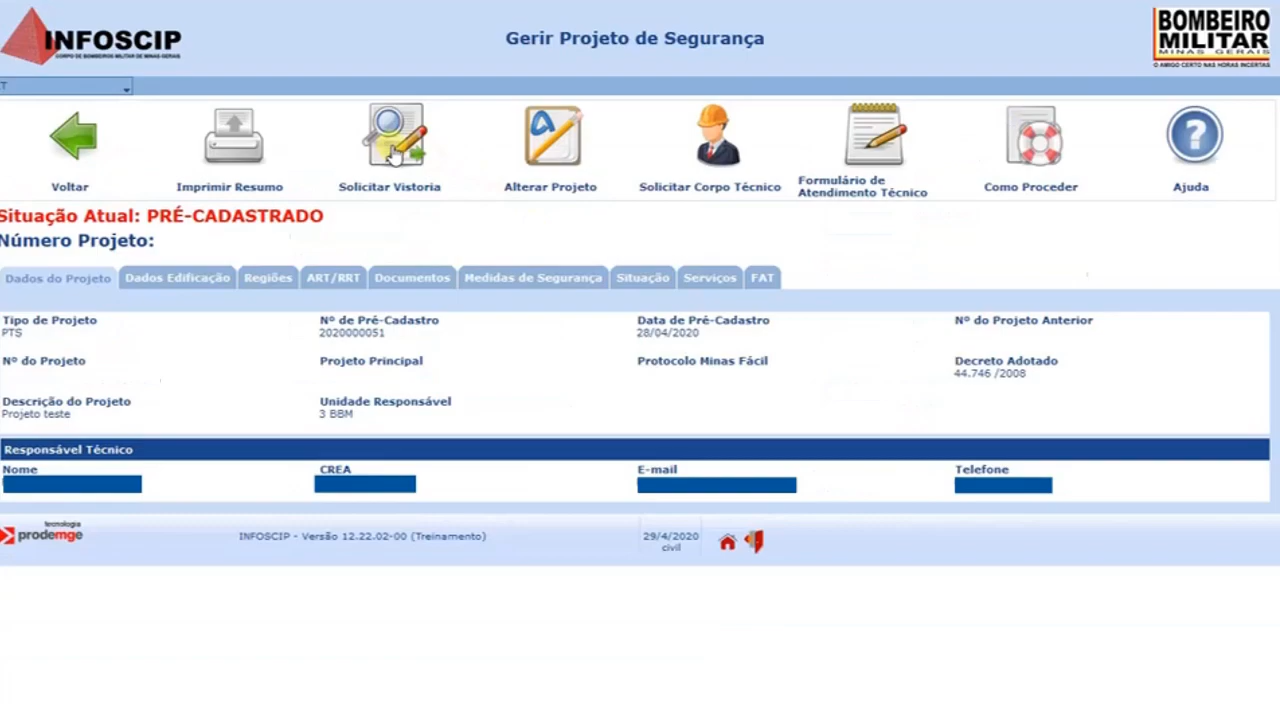 INFOSCIP
CORPO DE BOMBEIROS MILITAR DE MINAS GERAIS
Gerir Projeto de Segurança
BOMBEIRO
MILITAR
MINAS GERAIS
O AMIGO CERTO NAS HORAS INCERTAS
T
Voltar
Imprimir Resumo
Solicitar Vistoria
Alterar Projeto
Solicitar Corpo Técnico
Formulário de
Atendimento Técnico
Como Proceder
Ajuda
Situação Atual: PRÉ-CADASTRADO
Número Projeto:
Dados do Projeto Dados Edificação Regiões ART/RRT Documentos Medidas de Segurança Situação Serviços FAT
Tipo de Projeto Nº de Pré-Cadastro Data de Pré-Cadastro Nº do Projeto Anterior
PTS 2020000051 28/04/2020
Nº do Projeto Projeto Principal Protocolo Minas Fácil Decreto Adotado
44.746 /2008
Descrição do Projeto Unidade Responsável
Projeto teste 3 BBM
Responsável Técnico
Nome CREA E-mail Telefone
tecnologia
prodemge
INFOSCIP - Versão 12.22.02-00 (Treinamento)
29/4/2020
civil